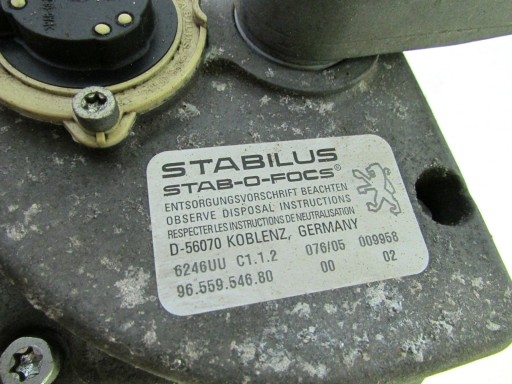 STABILUS
STAB-O-FOCS®
ENTSORGUNGSVORSCHRIFT BEACHTEN
OBSERVE DISPOSAL INSTRUCTIONS
RESPECTER LES INSTRUCTIONS DE NEUTRALISATION
D-56070 KOBLENZ, GERMANY
6246UU C1.1.2 076/05 009958
96.559.546.80 00 02